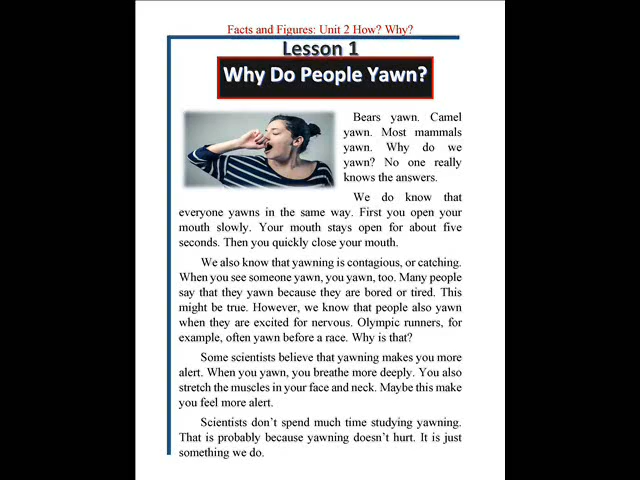 Facts and Figures: Unit 2 How? Why?
Lesson 1
Why Do People Yawn?
Bears yawn. Camel
yawn. Most mammals
yawn. Why do we
yawn? No one really
knows the answers.
We do know that
everyone yawns in the same way. First you open your
mouth slowly. Your mouth stays open for about five
seconds. Then you quickly close your mouth.
We also know that yawning is contagious, or catching.
When you see someone yawn, you yawn, too. Many people
say that they yawn because they are bored or tired. This
might be true. However, we know that people also yawn
when they are excited for nervous. Olympic runners, for
example, often yawn before a race. Why is that?
Some scientists believe that yawning makes you more
alert. When you yawn, you breathe more deeply. You also
stretch the muscles in your face and neck. Maybe this make
you feel more alert.
Scientists don’t spend much time studying yawning.
That is probably because yawning doesn’t hurt. It is just
something we do.